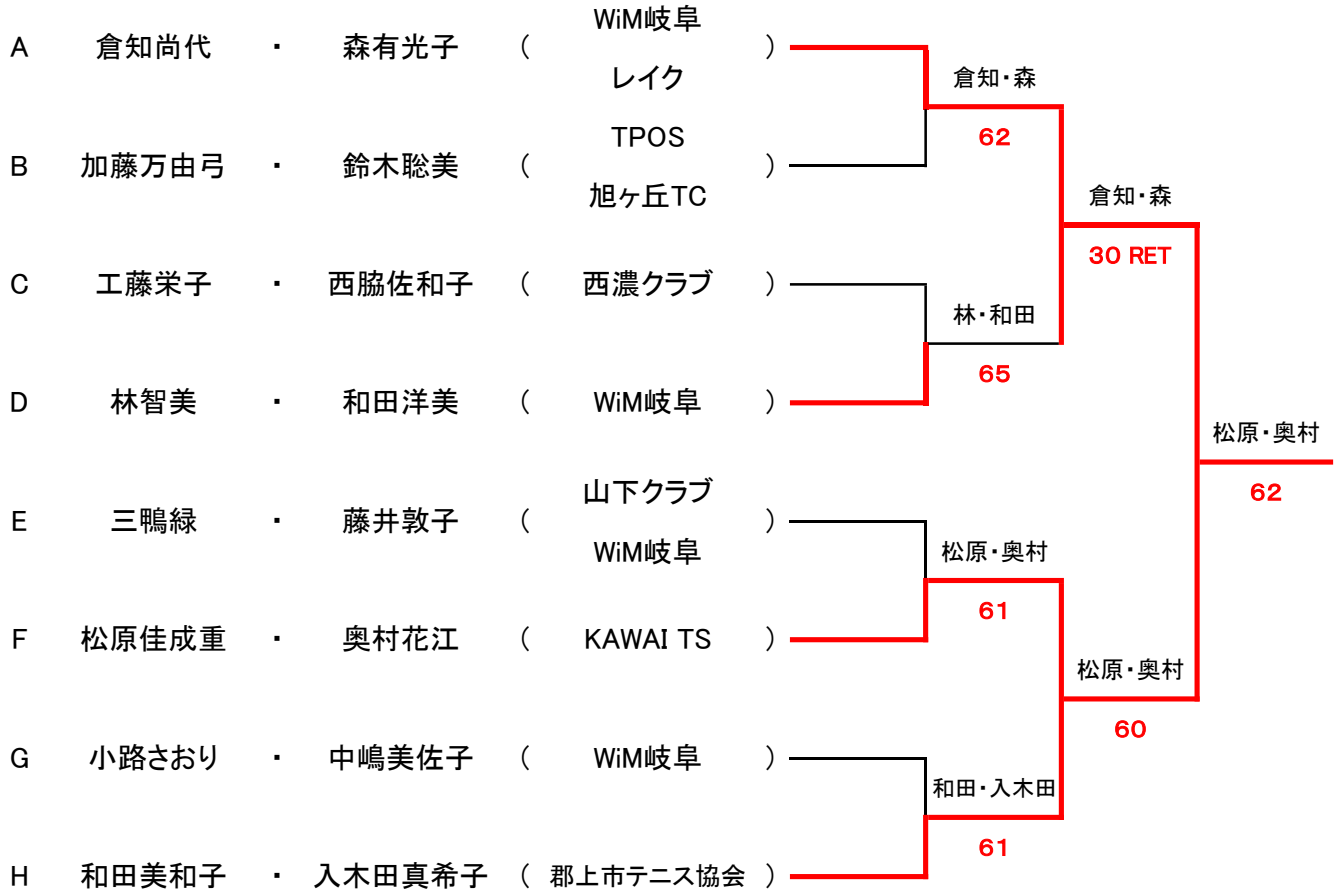 WiM岐阜
A 倉知尚代 ・ 森有光子 ( )
レイク
倉知・森
62
TPOS
B 加藤万由弓 ・ 鈴木聡美 ( )
旭ヶ丘TC
倉知・森
30 RET
C 工藤栄子 ・ 西脇佐和子 ( 西濃クラブ )
林・和田
65
D 林智美 ・ 和田洋美 ( WiM岐阜 )
松原・奥村
62
山下クラブ
E 三鴨緑 ・ 藤井敦子 ( )
WiM岐阜
松原・奥村
61
F 松原佳成重 ・ 奥村花江 ( KAWAI TS )
松原・奥村
60
G 小路さおり ・ 中嶋美佐子 ( WiM岐阜 )
和田・入木田
61
H 和田美和子 ・ 入木田真希子 ( 郡上市テニス協会 )